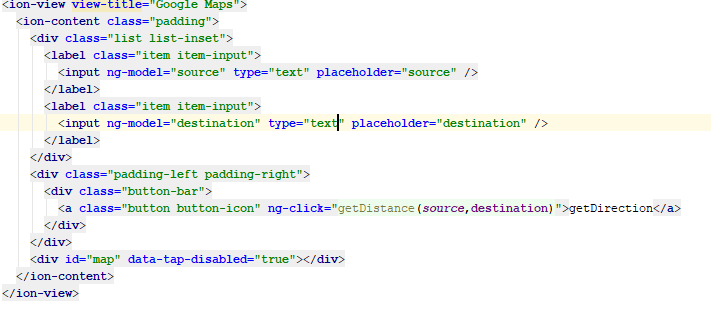 <ion-view view-title="Google Maps">
<ion-content class="padding">
<div class="list list-inset">
<label class="item item-input">
<input ng-model="source" type="text" placeholder="source" />
</label>
<label class="item item-input">
<input ng-model="destination" type="text" placeholder="destination" />
</label>
</div>
<div class="padding-left padding-right">
<div class="button-bar">
<a class="button button-icon" ng-click="getDistance(source,destination)">getDirection</a>
</div>
</div>
<div id="map" data-tap-disabled="true"></div>
</ion-content>
</ion-view>